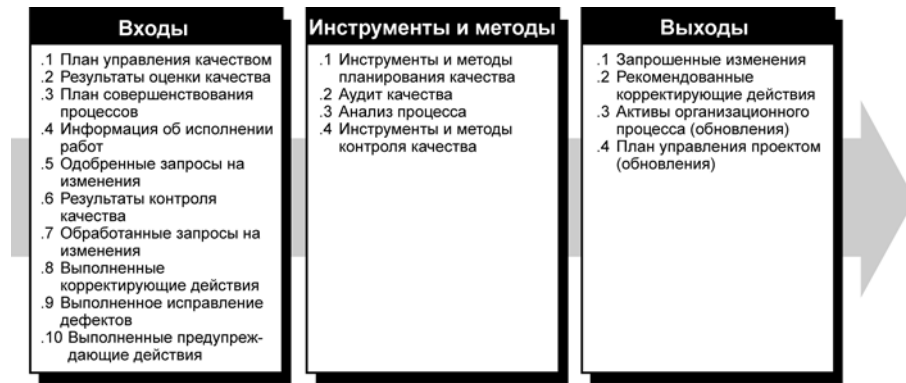 Входы
.1 План управления качеством
.2 Результаты оценки качества
.3 План совершенствования
процессов
.4 Информация об исполнении
работ
.5 Одобренные запросы на
изменения
.6 Результаты контроля
качества
.7 Обработанные запросы на
изменения
.8 Выполненные
корректирующие действия
.9 Выполненное исправление
дефектов
.10 Выполненные предупреж-
дающие действия
Инструменты и методы
.1 Инструменты и методы
планирования качества
.2 Аудит качества
.3 Анализ процесса
.4 Инструменты и методы
контроля качества
Выходы
.1 Запрошенные изменения
.2 Рекомендованные
корректирующие действия
.3 Активы организационного
процесса (обновления)
.4 План управления проектом
(обновления)